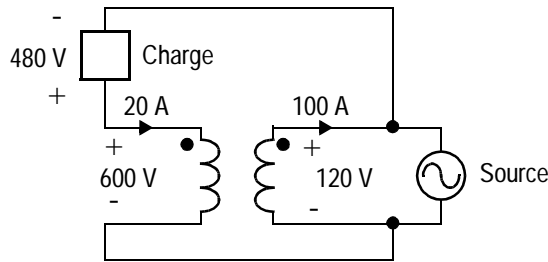 -
480 V
Charge
+
20 A
100 A
+
+
600 V
120 V
Source
-
-